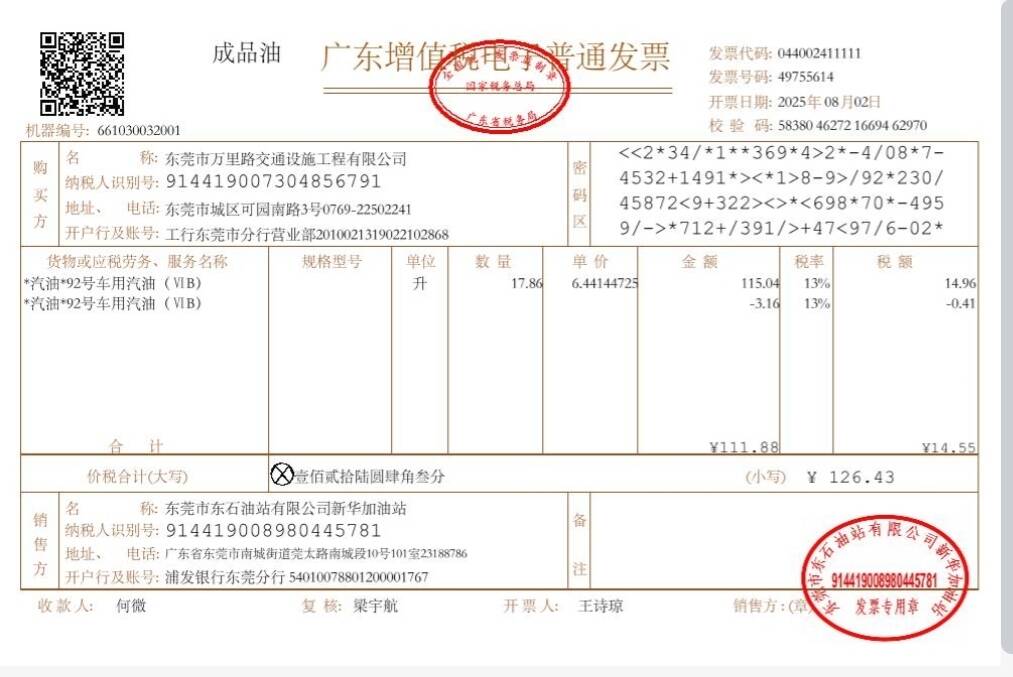 成品油
广东增值税电子普通发票
全国统一发票监制章
国家税务总局
广东省税务局
机器编号: 661030032001
发票代码: 044002411111
发票号码: 49755614
开票日期: 2025年08月02日
校 验 码: 58380 46272 16694 62970
购买方
名 称: 东莞市万里路交通设施工程有限公司
纳税人识别号: 914419007304856791
地址、 电话: 东莞市城区可园南路3号0769-22502241
开户行及账号: 工行东莞市分行营业部2010021319022102868
密码区
<<2*34/*1**369*4>2*-4/08*7-
4532+1491*><*1>8-9>/92*230/
45872<9+322><>*<698*70*-495
9/->*712+/391/>+47<97/6-02*
货物或应税劳务、服务名称 规格型号 单位 数 量 单 价 金 额 税率 税 额
*汽油*92号车用汽油（ⅥB） 升 17.86 6.44144725 115.04 13% 14.96
*汽油*92号车用汽油（ⅥB） -3.16 13% -0.41
合 计 ¥111.88 ¥14.55
价税合计(大写) 壹佰贰拾陆圆肆角叁分 (小写) ¥ 126.43
销售方
名 称: 东莞市东石油站有限公司新华加油站
纳税人识别号: 914419008980445781
地址、 电话: 广东省东莞市南城街道莞太路南城段10号101室23188786
开户行及账号: 浦发银行东莞分行 54010078801200001767
备注
收 款 人: 何微 复 核: 梁宇航 开 票 人: 王诗琼 销售方: (章)
东莞市东石油站有限公司新华加油站
914419008980445781
发票专用章